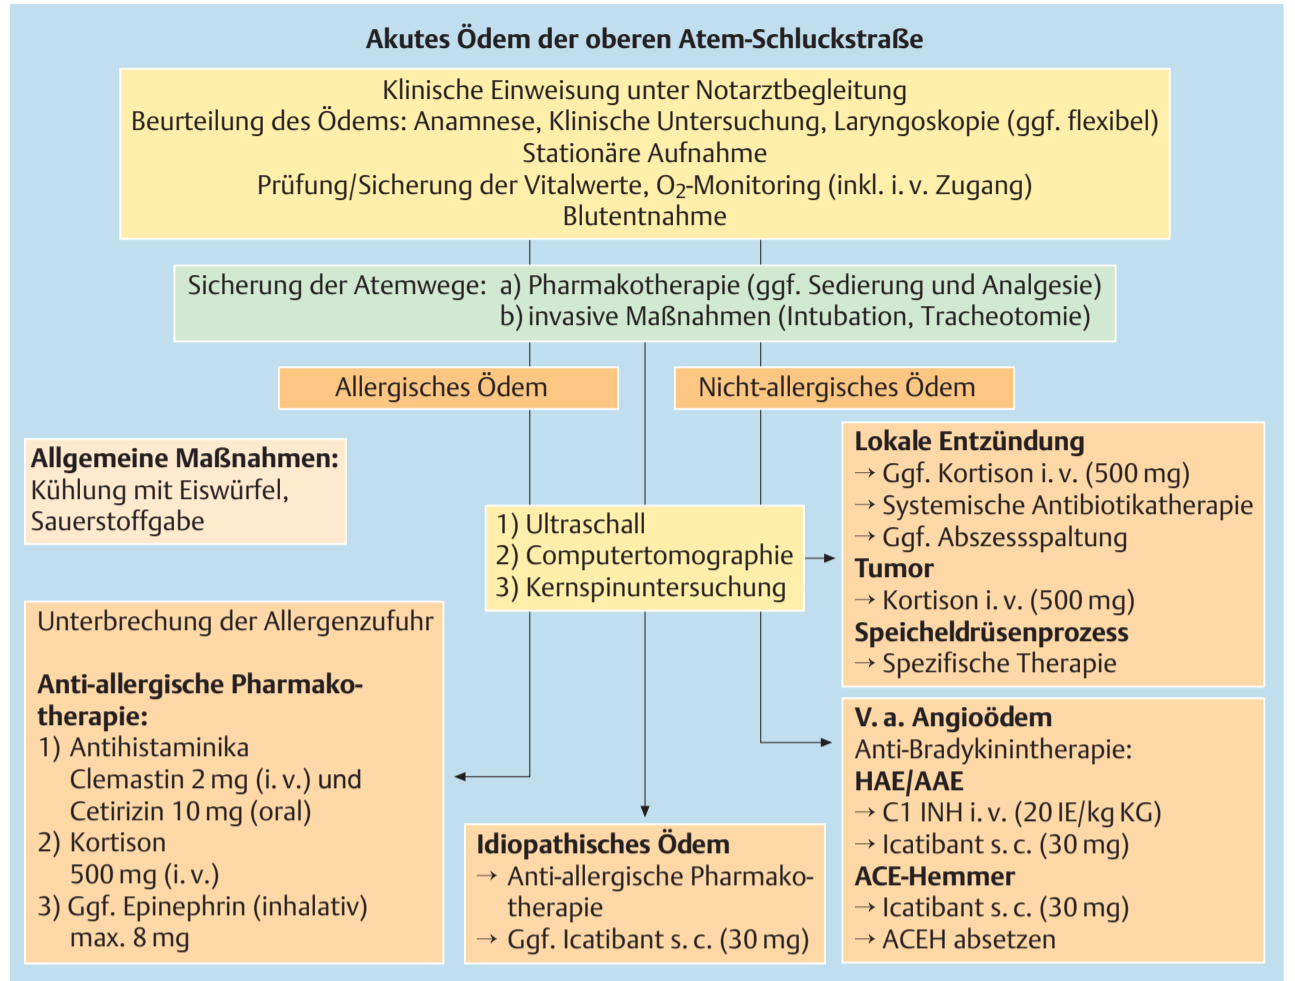 Akutes Ödem der oberen Atem-Schluckstraße
Klinische Einweisung unter Notarztbegleitung
Beurteilung des Ödems: Anamnese, Klinische Untersuchung, Laryngoskopie (ggf. flexibel)
Stationäre Aufnahme
Prüfung/Sicherung der Vitalwerte, O₂-Monitoring (inkl. i. v. Zugang)
Blutentnahme
Sicherung der Atemwege: a) Pharmakotherapie (ggf. Sedierung und Analgesie)
b) invasive Maßnahmen (Intubation, Tracheotomie)
Allergisches Ödem
Nicht-allergisches Ödem
Allgemeine Maßnahmen:
Kühlung mit Eiswürfel,
Sauerstoffgabe
1) Ultraschall
2) Computertomographie
3) Kernspinuntersuchung
Lokale Entzündung
→ Ggf. Kortison i. v. (500 mg)
→ Systemische Antibiotikatherapie
→ Ggf. Abszessspaltung
Tumor
→ Kortison i. v. (500 mg)
Speicheldrüsenprozess
→ Spezifische Therapie
Unterbrechung der Allergenzufuhr
Anti-allergische Pharmako-
therapie:
1) Antihistaminika
Clemastin 2 mg (i. v.) und
Cetirizin 10 mg (oral)
2) Kortison
500 mg (i. v.)
3) Ggf. Epinephrin (inhalativ)
max. 8 mg
Idiopathisches Ödem
→ Anti-allergische Pharmako-
therapie
→ Ggf. Icatibant s. c. (30 mg)
V. a. Angioödem
Anti-Bradykinintherapie:
HAE/AAE
→ C1 INH i. v. (20 IE/kg KG)
→ Icatibant s. c. (30 mg)
ACE-Hemmer
→ Icatibant s. c. (30 mg)
→ ACEH absetzen